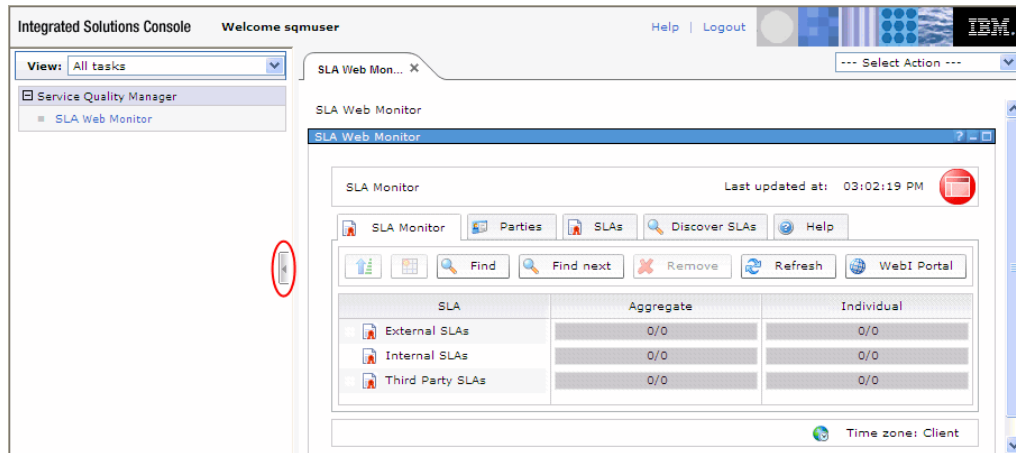 Integrated Solutions Console Welcome sqmuser Help | Logout IBM.
View: All tasks
SLA Web Mon... --- Select Action ---
Service Quality Manager
SLA Web Monitor
SLA Web Monitor
SLA Web Monitor
SLA Monitor Last updated at: 03:02:19 PM
SLA Monitor Parties SLAs Discover SLAs Help
Find Find next Remove Refresh WebI Portal
SLA Aggregate Individual
External SLAs 0/0 0/0
Internal SLAs 0/0 0/0
Third Party SLAs 0/0 0/0
Time zone: Client